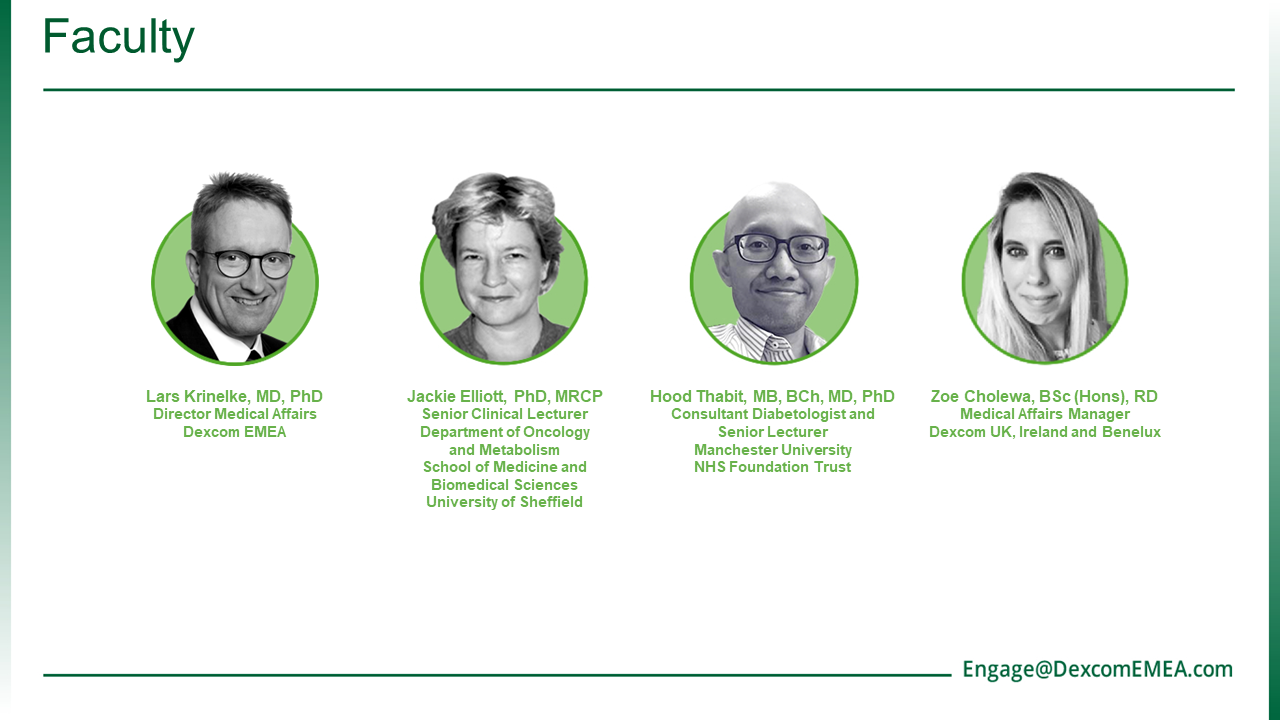 Faculty
Lars Krinelke, MD, PhD
Director Medical Affairs
Dexcom EMEA
Jackie Elliott, PhD, MRCP
Senior Clinical Lecturer
Department of Oncology
and Metabolism
School of Medicine and
Biomedical Sciences
University of Sheffield
Hood Thabit, MB, BCh, MD, PhD
Consultant Diabetologist and
Senior Lecturer
Manchester University
NHS Foundation Trust
Zoe Cholewa, BSc (Hons), RD
Medical Affairs Manager
Dexcom UK, Ireland and Benelux
Engage@DexcomEMEA.com